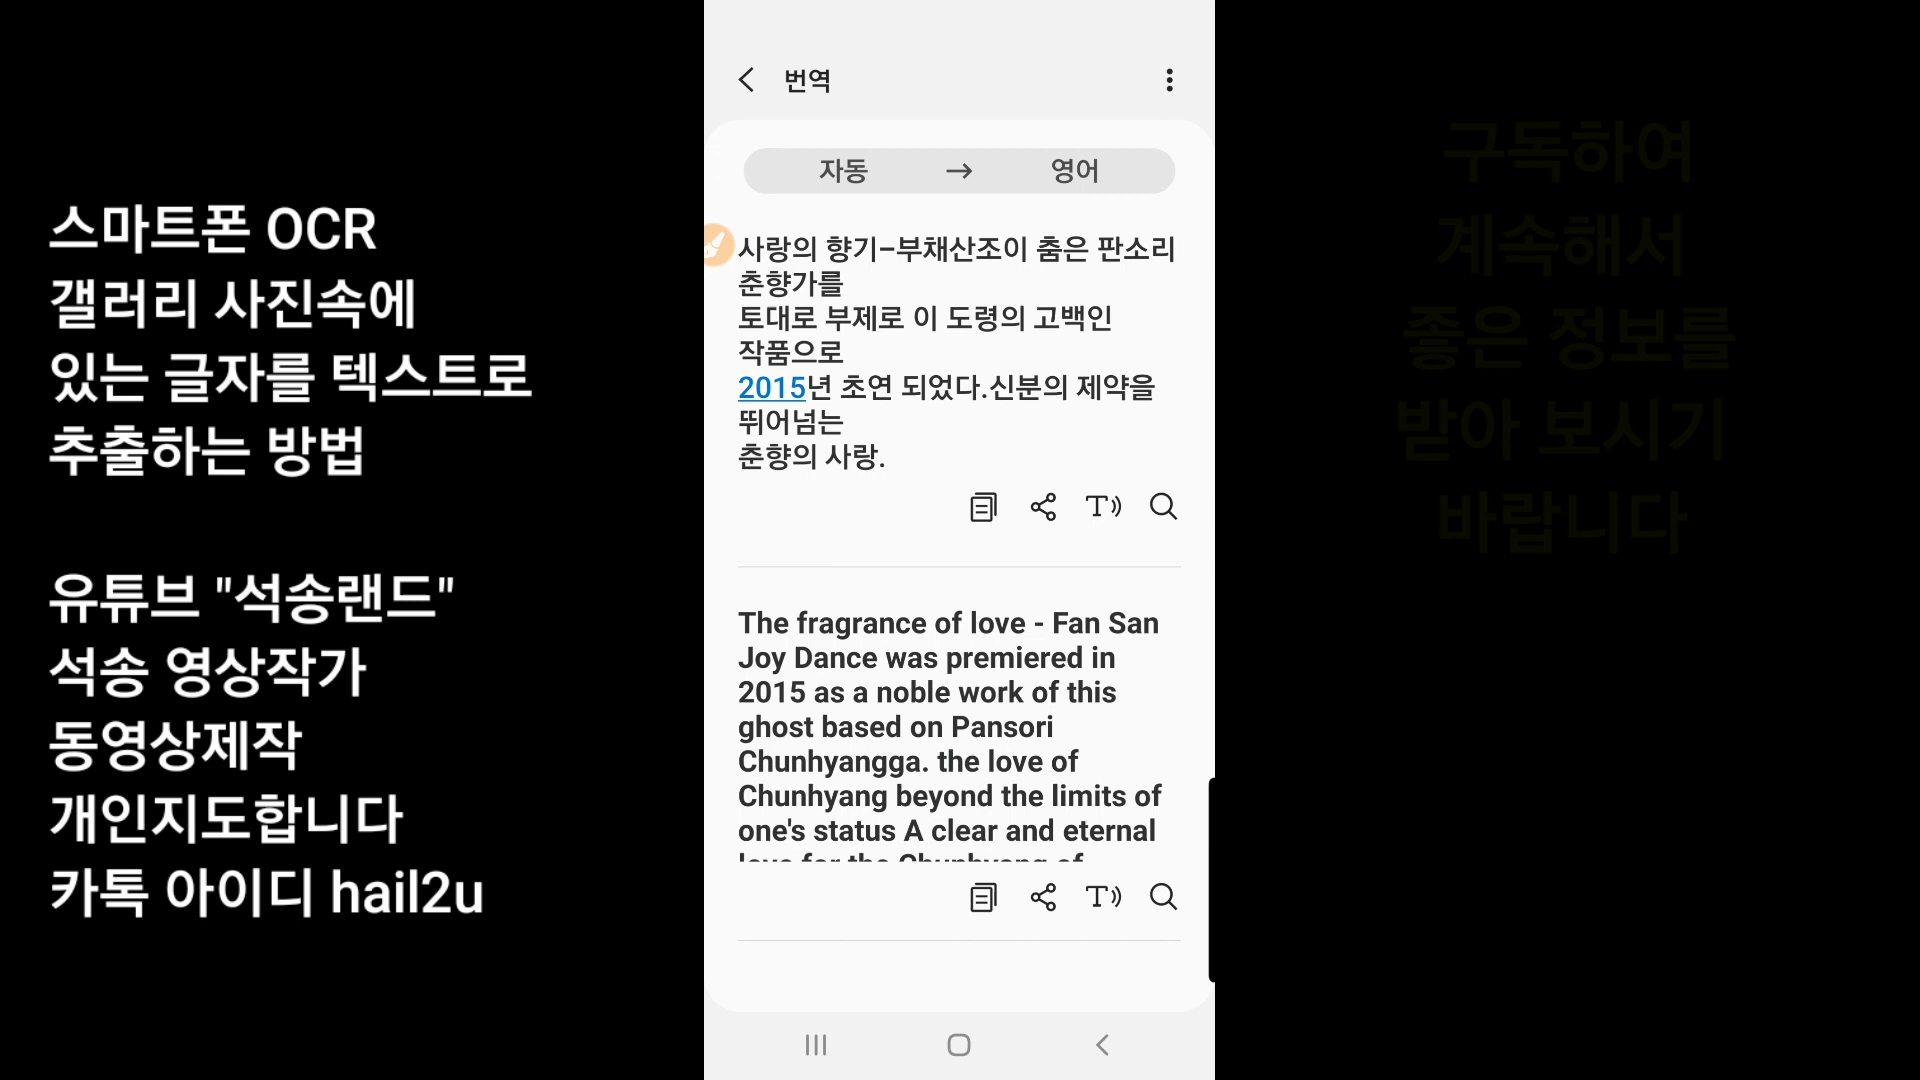 스마트폰 OCR
갤러리 사진속에
있는 글자를 텍스트로
추출하는 방법
유튜브 "석송랜드"
석송 영상작가
동영상제작
개인지도합니다
카톡 아이디 hail2u
번역
자동 → 영어
사랑의 향기-부채산조이 춤은 판소리
춘향가를
토대로 부제로 이 도령의 고백인
작품으로
2015년 초연 되었다.신분의 제약을
뛰어넘는
춘향의 사랑.
The fragrance of love - Fan San
Joy Dance was premiered in
2015 as a noble work of this
ghost based on Pansori
Chunhyangga. the love of
Chunhyang beyond the limits of
one's status A clear and eternal
구독하여
계속해서
좋은 정보를
받아 보시기
바랍니다